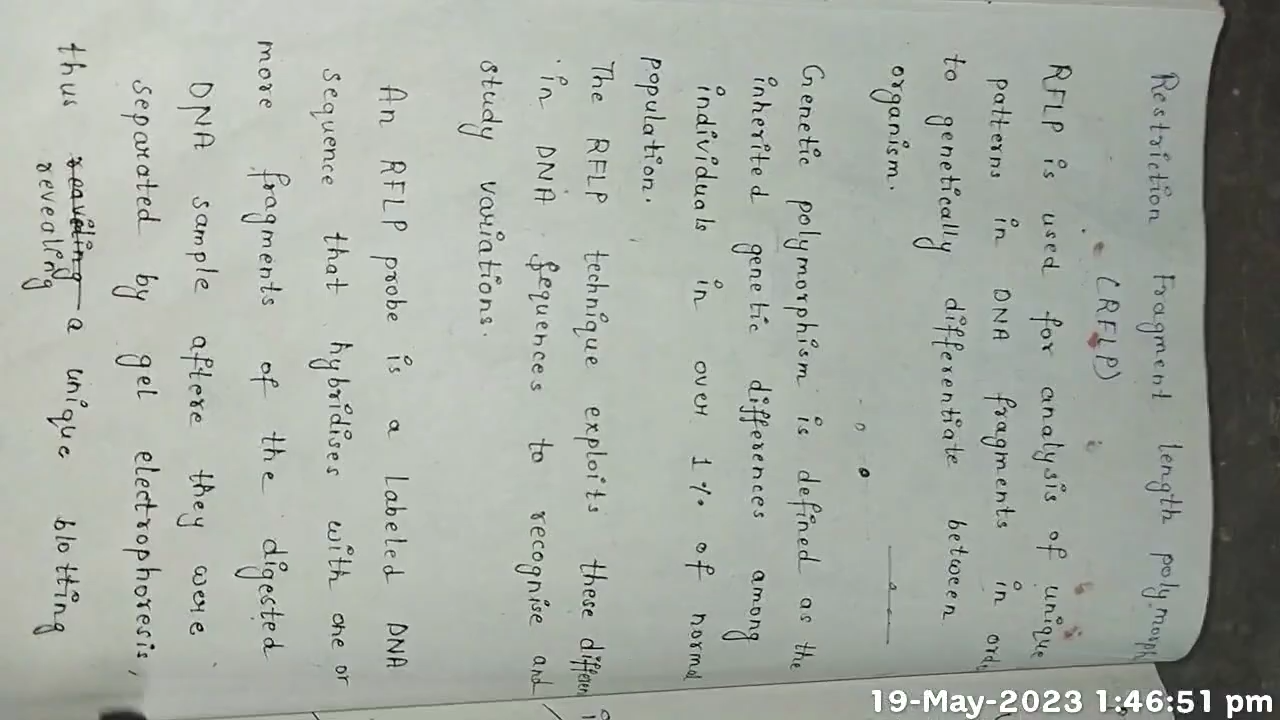 Restriction Fragment length polymorph
(RFLP)
RFLP is used for analysis of unique
patterns in DNA fragments in orde
to genetically differentiate between
organism.
Genetic polymorphism is defined as the
inherited genetic differences among
individuals in over 1% of normal
population.
The RFLP technique exploits these differen
in DNA sequences to recognise and
study variations.
An RFLP probe is a labeled DNA
sequence that hybridises with one or
more fragments of the digested
DNA sample aftere they were
separated by gel electrophoresis,
thus revealing a unique blotting
19-May-2023 1:46:51 pm